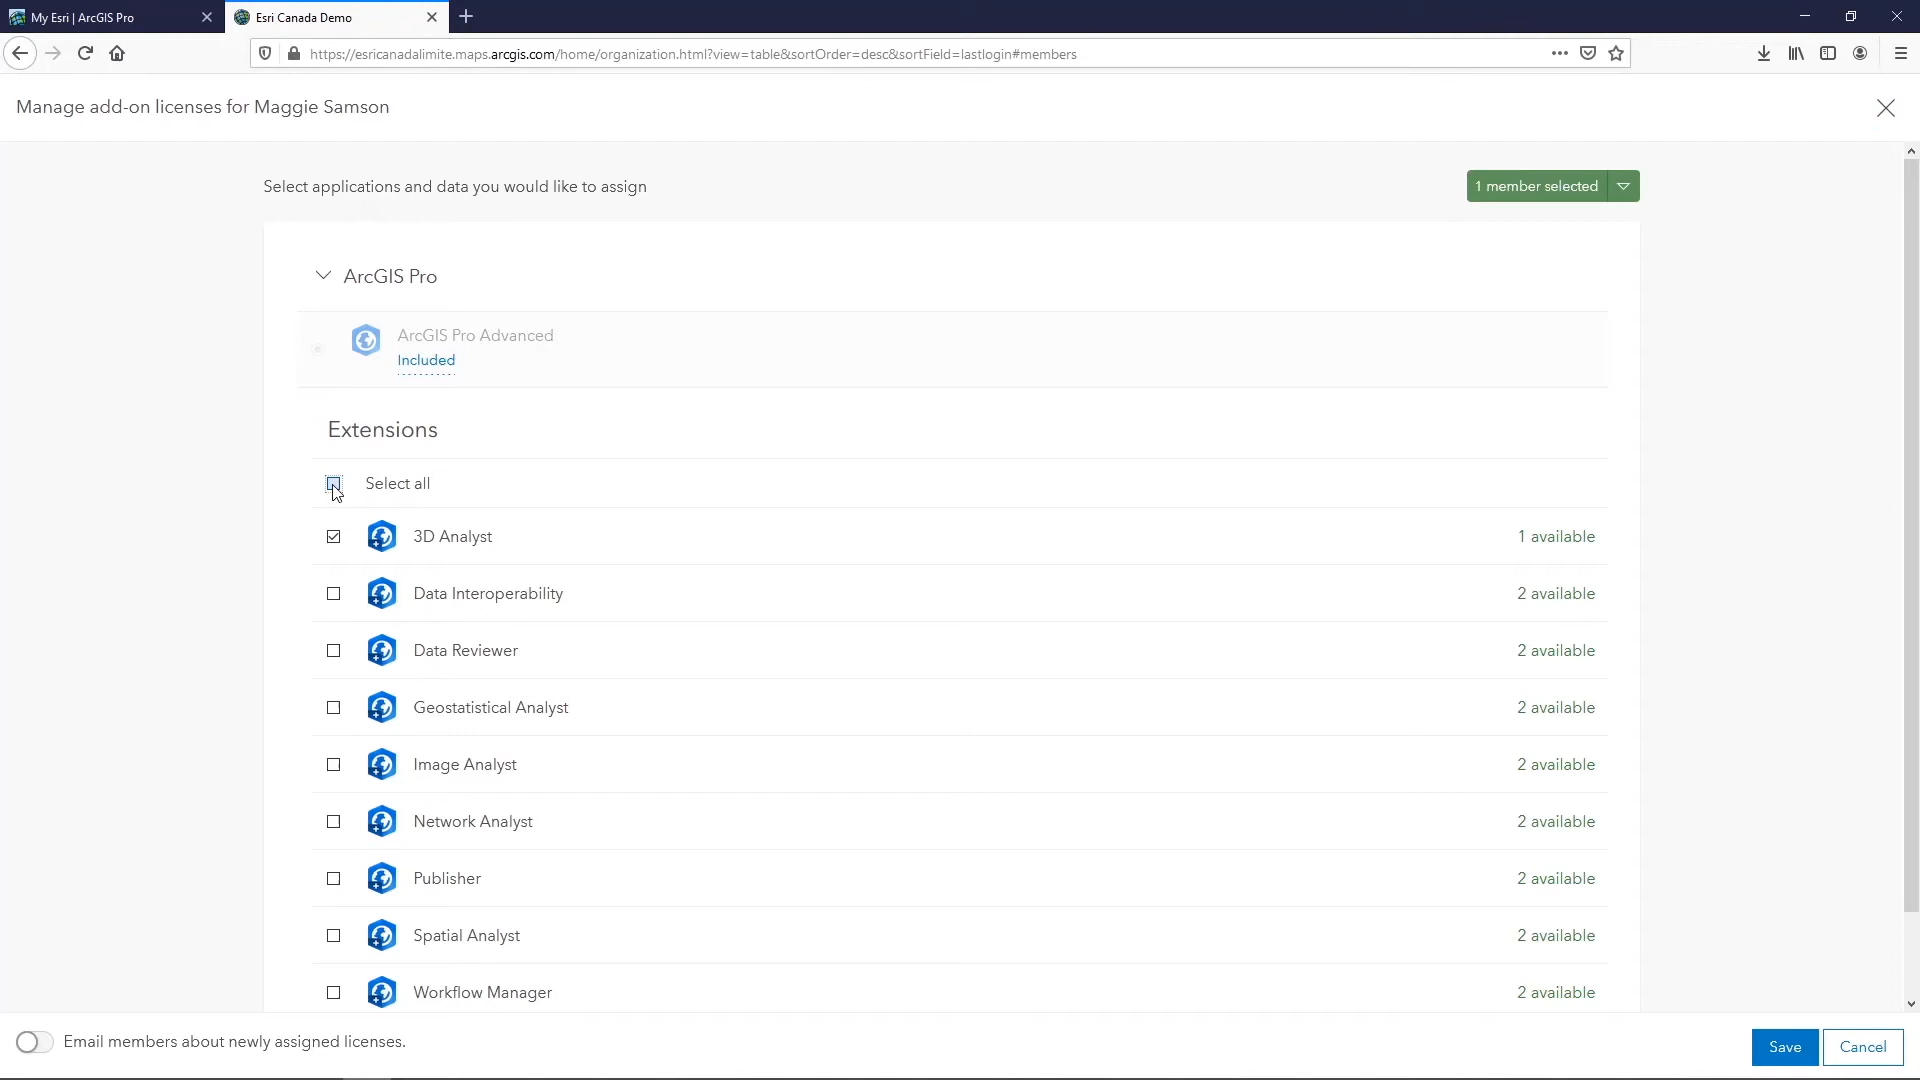 My Esri | ArcGIS Pro
Esri Canada Demo
https://esricanadalimite.maps.arcgis.com/home/organization.html?view=table&sortOrder=desc&sortField=lastlogin#members
Manage add-on licenses for Maggie Samson
Select applications and data you would like to assign
1 member selected
ArcGIS Pro
ArcGIS Pro Advanced
Included
Extensions
Select all
3D Analyst 1 available
Data Interoperability 2 available
Data Reviewer 2 available
Geostatistical Analyst 2 available
Image Analyst 2 available
Network Analyst 2 available
Publisher 2 available
Spatial Analyst 2 available
Workflow Manager 2 available
Email members about newly assigned licenses.
Save
Cancel